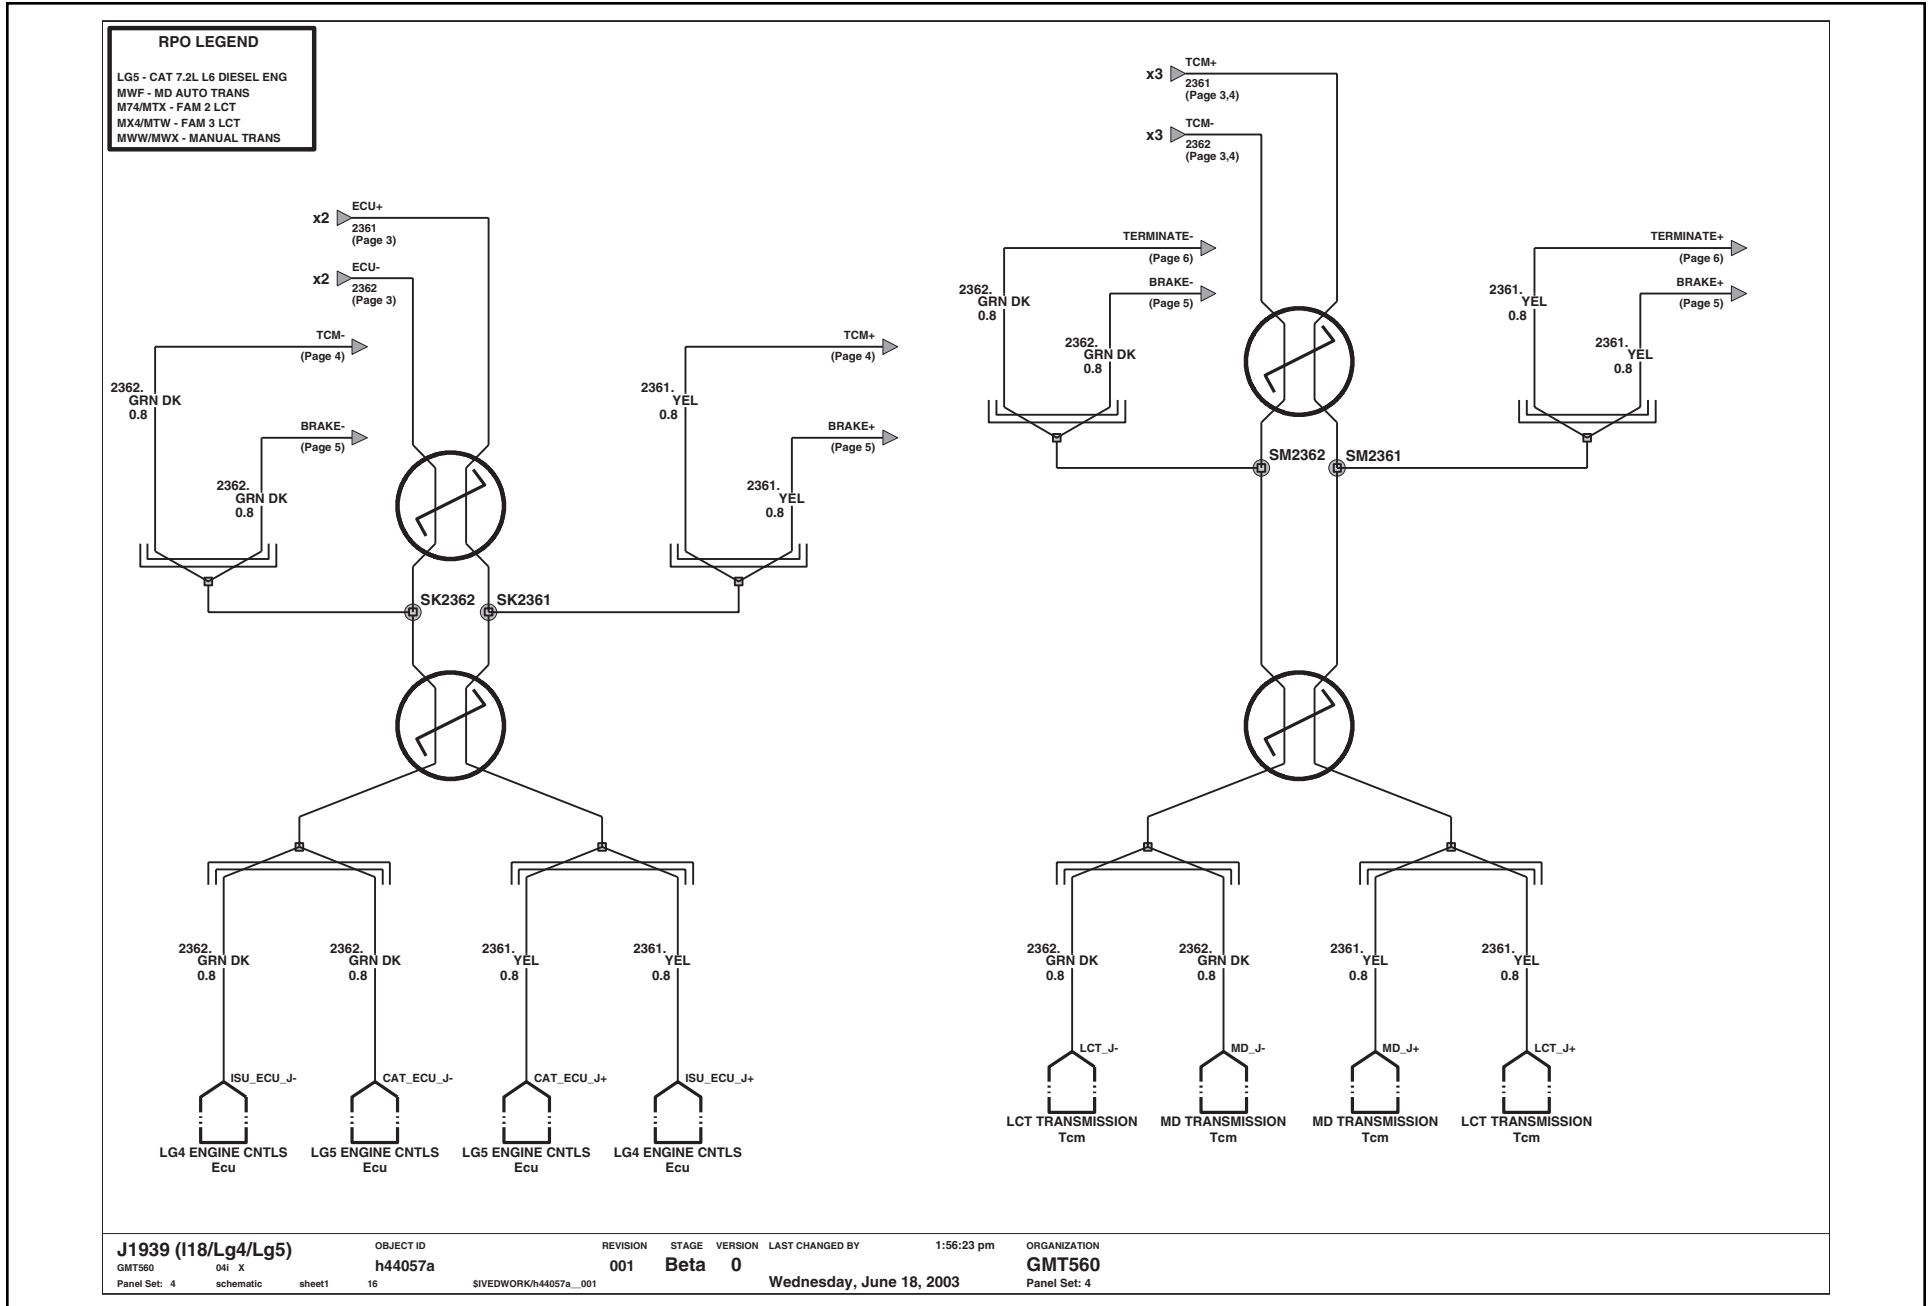 RPO LEGEND
LG5 - CAT 7.2L L6 DIESEL ENG
MWF - MD AUTO TRANS
M74/MTX - FAM 2 LCT
MX4/MTW - FAM 3 LCT
MWW/MWX - MANUAL TRANS
x2
ECU+
2361
(Page 3)
x2
ECU-
2362
(Page 3)
TCM-
(Page 4)
2362.
GRN DK
0.8
BRAKE-
(Page 5)
2362.
GRN DK
0.8
TCM+
(Page 4)
2361.
YEL
0.8
BRAKE+
(Page 5)
2361.
YEL
0.8
SK2362
SK2361
2362.
GRN DK
0.8
2362.
GRN DK
0.8
2361.
YEL
0.8
2361.
YEL
0.8
ISU_ECU_J-
CAT_ECU_J-
CAT_ECU_J+
ISU_ECU_J+
LG4 ENGINE CNTLS
Ecu
LG5 ENGINE CNTLS
Ecu
LG5 ENGINE CNTLS
Ecu
LG4 ENGINE CNTLS
Ecu
x3
TCM+
2361
(Page 3,4)
x3
TCM-
2362
(Page 3,4)
TERMINATE-
(Page 6)
2362.
GRN DK
0.8
BRAKE-
(Page 5)
2362.
GRN DK
0.8
TERMINATE+
(Page 6)
2361.
YEL
0.8
BRAKE+
(Page 5)
2361.
YEL
0.8
SM2362
SM2361
2362.
GRN DK
0.8
2362.
GRN DK
0.8
2361.
YEL
0.8
2361.
YEL
0.8
LCT_J-
MD_J-
MD_J+
LCT_J+
LCT TRANSMISSION
Tcm
MD TRANSMISSION
Tcm
MD TRANSMISSION
Tcm
LCT TRANSMISSION
Tcm
J1939 (I18/Lg4/Lg5)
GMT560 04i X
Panel Set: 4 schematic sheet1 16 $IVEDWORK/h44057a__001
OBJECT ID
h44057a
REVISION
001
STAGE
Beta
VERSION
0
LAST CHANGED BY 1:56:23 pm
Wednesday, June 18, 2003
ORGANIZATION
GMT560
Panel Set: 4